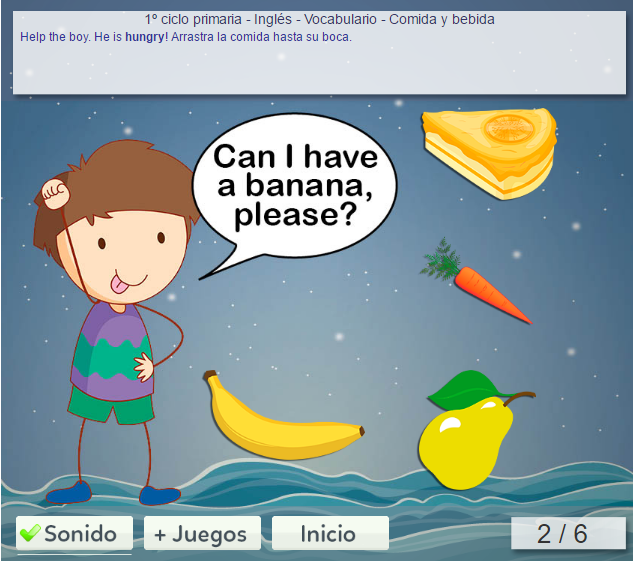 1º ciclo primaria - Inglés - Vocabulario - Comida y bebida
Help the boy. He is hungry! Arrastra la comida hasta su boca.
Can I have
a banana,
please?
Sonido
+ Juegos
Inicio
2 / 6